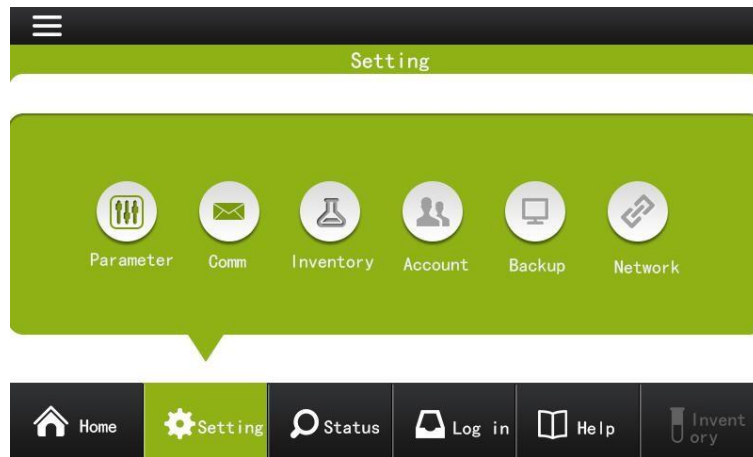 Setting
Parameter Comm Inventory Account Backup Network
Home Setting Status Log in Help Invent
ory